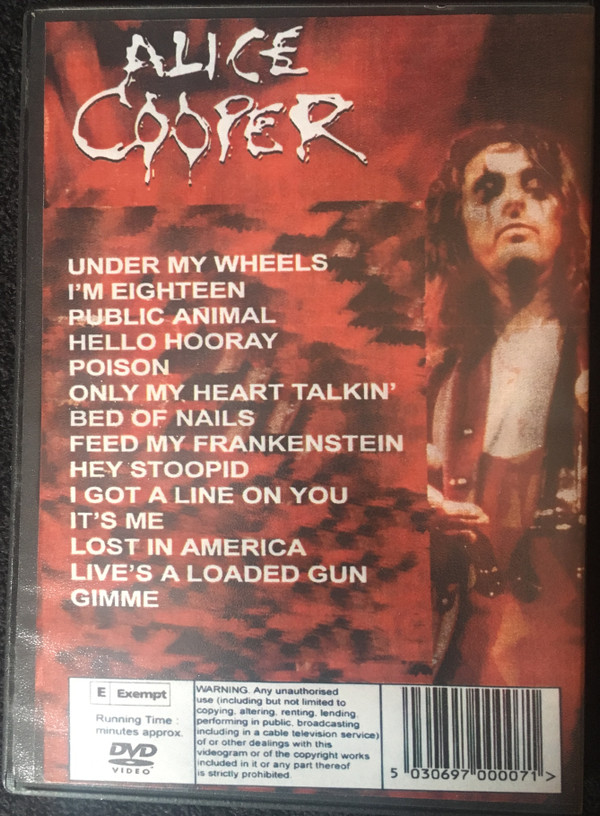 ALICE
COOPER
UNDER MY WHEELS
I'M EIGHTEEN
PUBLIC ANIMAL
HELLO HOORAY
POISON
ONLY MY HEART TALKIN'
BED OF NAILS
FEED MY FRANKENSTEIN
HEY STOOPID
I GOT A LINE ON YOU
IT'S ME
LOST IN AMERICA
LIVE'S A LOADED GUN
GIMME
E Exempt
Running Time :
minutes approx.
DVD
VIDEO
WARNING. Any unauthorised
use (including but not limited to
copying, altering, renting, lending,
performing in public, broadcasting
including in a cable television service)
of or other dealings with this
videogram or of the copyright works
included in it or any part thereof
is strictly prohibited.
5 030697 000071 >